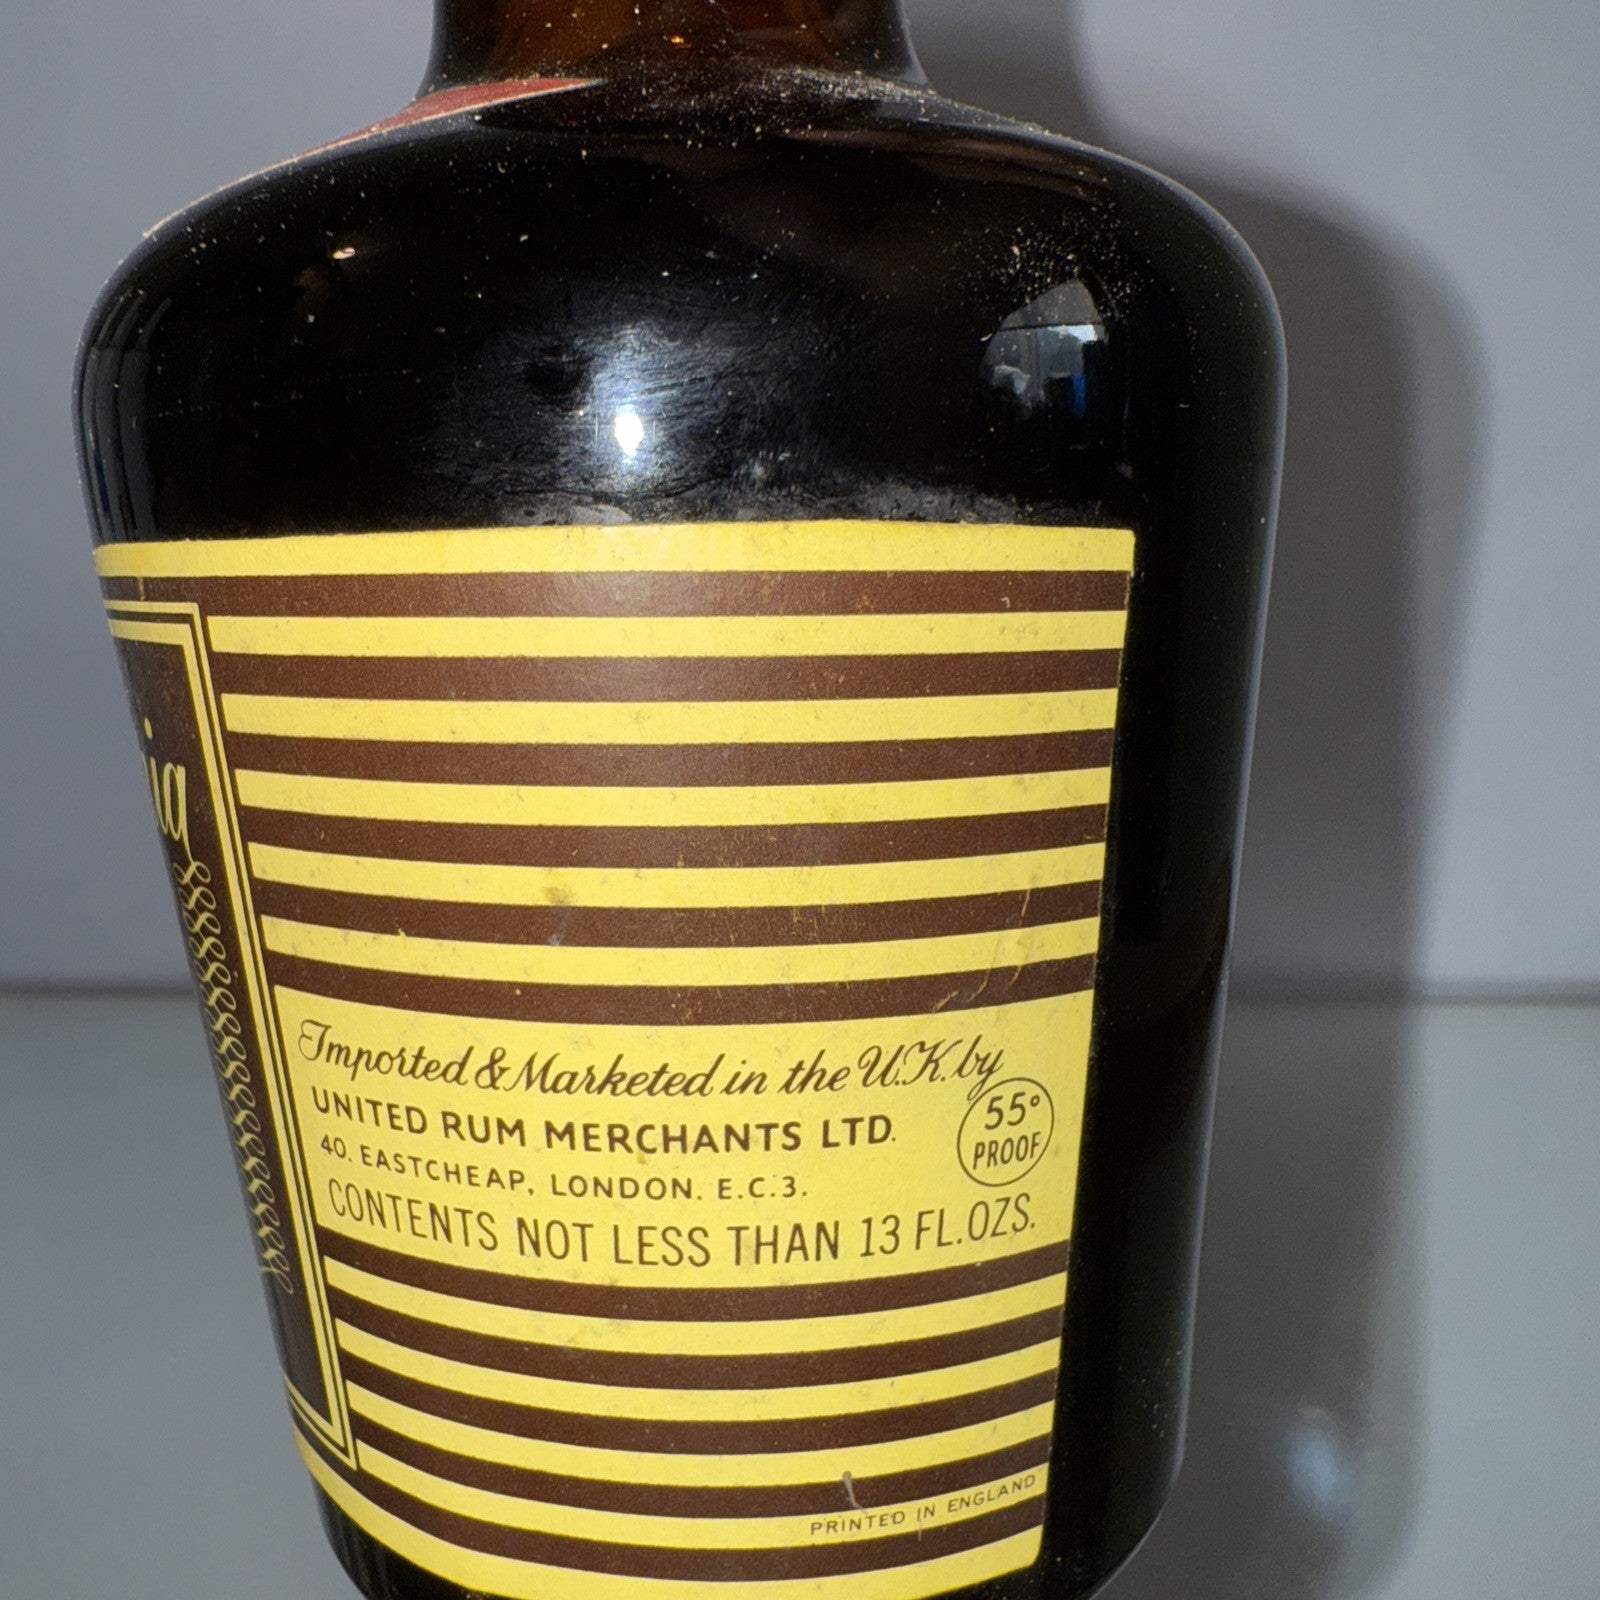 Imported & Marketed in the U.K. by
UNITED RUM MERCHANTS LTD.
40. EASTCHEAP, LONDON. E.C.3.
55°
PROOF
CONTENTS NOT LESS THAN 13 FL.OZS.
PRINTED IN ENGLAND